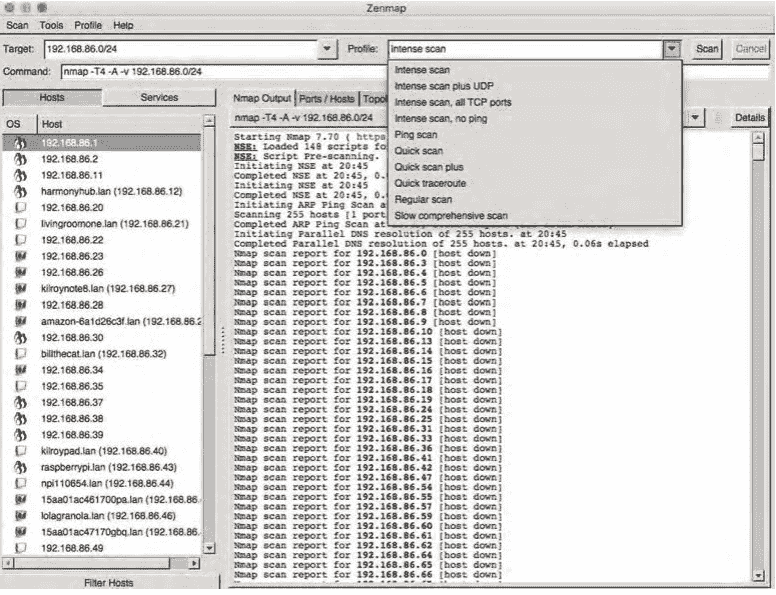 Zenmap
Scan Tools Profile Help
Target: 192.168.86.0/24 Profile: Intense scan Scan Cancel
Command: nmap -T4 -A -v 192.168.86.0/24
Hosts Services
OS Host
192.168.86.1
192.168.86.2
192.168.86.11
harmonyhub.lan (192.168.86.12)
192.168.86.20
livingroomone.lan (192.168.86.21)
192.168.86.22
192.168.86.23
192.168.86.26
kilroynote8.lan (192.168.86.27)
192.168.86.28
amazon-6a1d26c3f.lan (192.168.86.2
192.168.86.30
billthecat.lan (192.168.86.32)
192.168.86.34
192.168.86.35
192.168.86.37
192.168.86.38
192.168.86.39
kilroypad.lan (192.168.86.40)
raspberrypi.lan (192.168.86.43)
npi110654.lan (192.168.86.44)
15aa01ac461700pa.lan (192.168.86.
lolagranola.lan (192.168.86.46)
15aa01ac47170gbq.lan (192.168.86.
192.168.86.49
Filter Hosts
Nmap Output Ports / Hosts Topol
nmap -T4 -A -v 192.168.86.0/24 Details
Intense scan
Intense scan plus UDP
Intense scan, all TCP ports
Intense scan, no ping
Ping scan
Quick scan
Quick scan plus
Quick traceroute
Regular scan
Slow comprehensive scan
Starting Nmap 7.70 ( https
NSE: Loaded 148 scripts fo
NSE: Script Pre-scanning.
Initiating NSE at 20:45
Completed NSE at 20:45, 0.
Initiating NSE at 20:45
Completed NSE at 20:45, 0.
Initiating ARP Ping Scan a
Scanning 255 hosts [1 port
Completed ARP Ping Scan at
Initiating Parallel DNS resolution of 255 hosts. at 20:45
Completed Parallel DNS resolution of 255 hosts. at 20:45, 0.06s elapsed
Nmap scan report for 192.168.86.0 [host down]
Nmap scan report for 192.168.86.3 [host down]
Nmap scan report for 192.168.86.4 [host down]
Nmap scan report for 192.168.86.5 [host down]
Nmap scan report for 192.168.86.6 [host down]
Nmap scan report for 192.168.86.7 [host down]
Nmap scan report for 192.168.86.8 [host down]
Nmap scan report for 192.168.86.9 [host down]
Nmap scan report for 192.168.86.10 [host down]
Nmap scan report for 192.168.86.13 [host down]
Nmap scan report for 192.168.86.14 [host down]
Nmap scan report for 192.168.86.15 [host down]
Nmap scan report for 192.168.86.16 [host down]
Nmap scan report for 192.168.86.17 [host down]
Nmap scan report for 192.168.86.18 [host down]
Nmap scan report for 192.168.86.19 [host down]
Nmap scan report for 192.168.86.24 [host down]
Nmap scan report for 192.168.86.25 [host down]
Nmap scan report for 192.168.86.31 [host down]
Nmap scan report for 192.168.86.33 [host down]
Nmap scan report for 192.168.86.36 [host down]
Nmap scan report for 192.168.86.41 [host down]
Nmap scan report for 192.168.86.42 [host down]
Nmap scan report for 192.168.86.47 [host down]
Nmap scan report for 192.168.86.54 [host down]
Nmap scan report for 192.168.86.55 [host down]
Nmap scan report for 192.168.86.57 [host down]
Nmap scan report for 192.168.86.59 [host down]
Nmap scan report for 192.168.86.60 [host down]
Nmap scan report for 192.168.86.61 [host down]
Nmap scan report for 192.168.86.62 [host down]
Nmap scan report for 192.168.86.64 [host down]
Nmap scan report for 192.168.86.65 [host down]
Nmap scan report for 192.168.86.66 [host down]